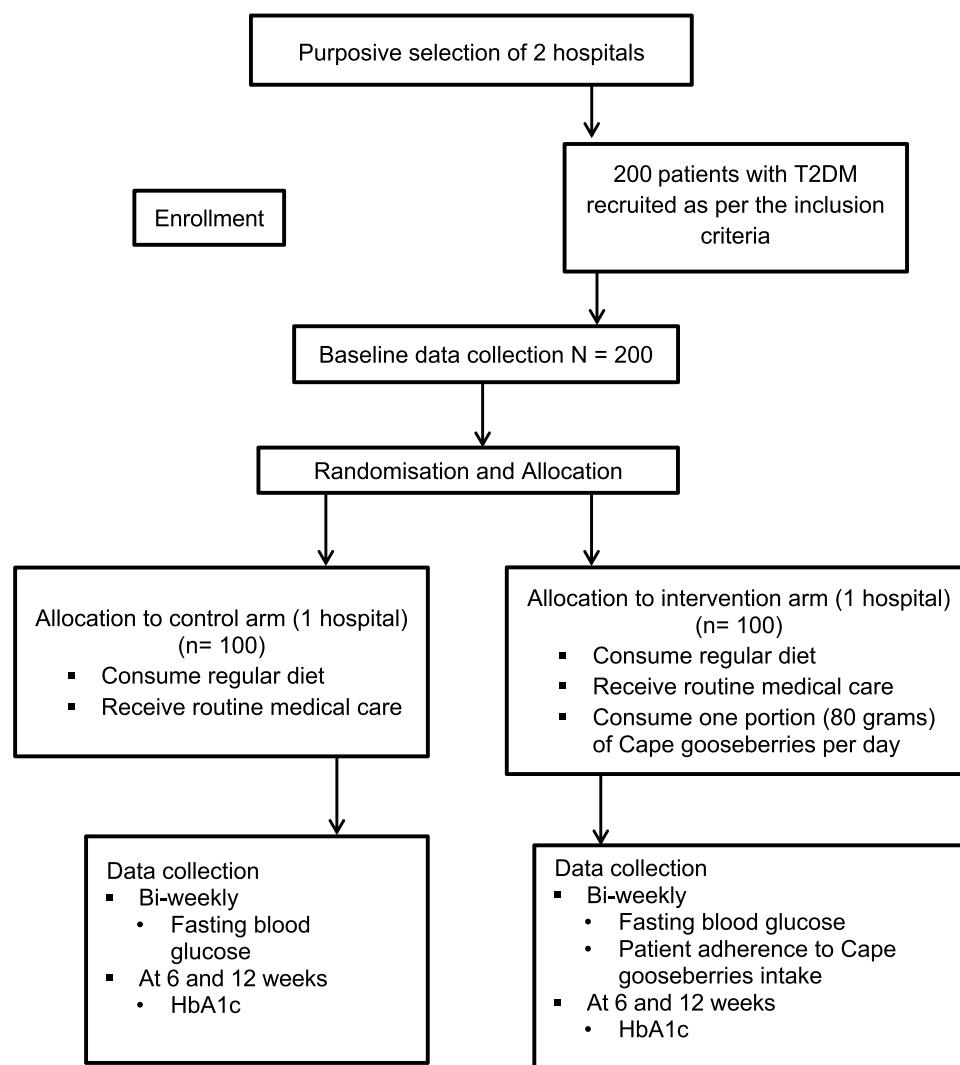 Purposive selection of 2 hospitals
200 patients with T2DM
recruited as per the inclusion
criteria
Enrollment
Baseline data collection N = 200
Randomisation and Allocation
Allocation to control arm (1 hospital)
(n= 100)
▪ Consume regular diet
▪ Receive routine medical care
Allocation to intervention arm (1 hospital)
(n= 100)
▪ Consume regular diet
▪ Receive routine medical care
▪ Consume one portion (80 grams)
of Cape gooseberries per day
Data collection
▪ Bi-weekly
• Fasting blood
glucose
▪ At 6 and 12 weeks
• HbA1c
Data collection
▪ Bi-weekly
• Fasting blood glucose
• Patient adherence to Cape
gooseberries intake
▪ At 6 and 12 weeks
• HbA1c